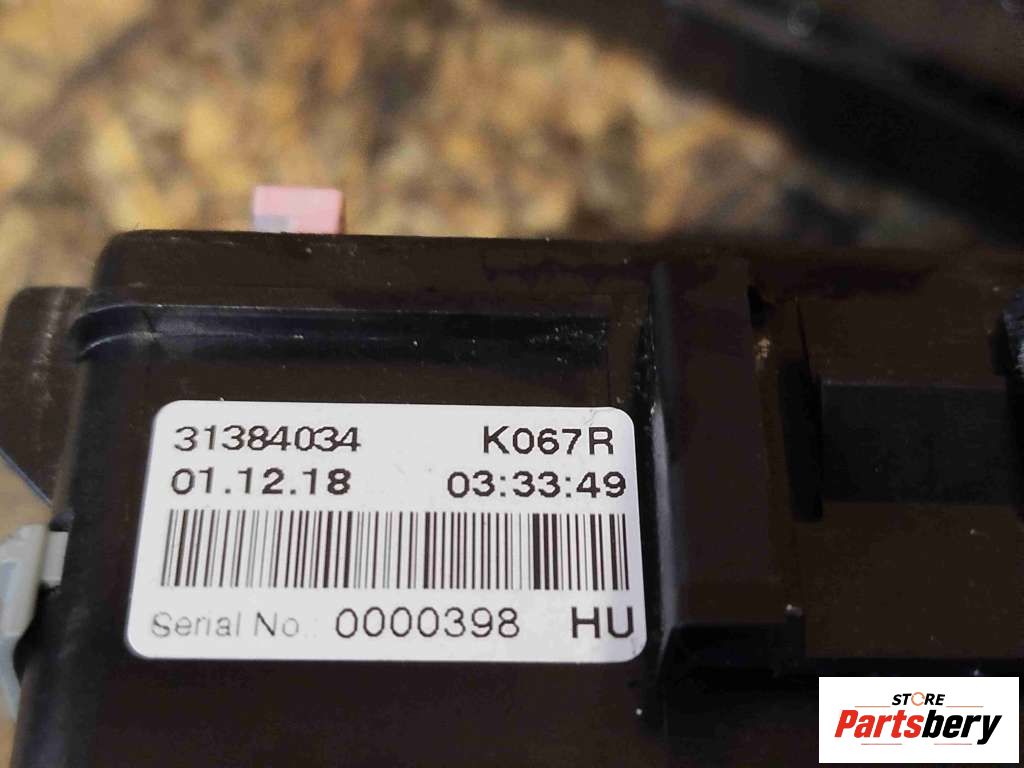 31384034 K067R
01.12.18 03:33:49
Serial No. 0000398 HU
STORE
Partsbery